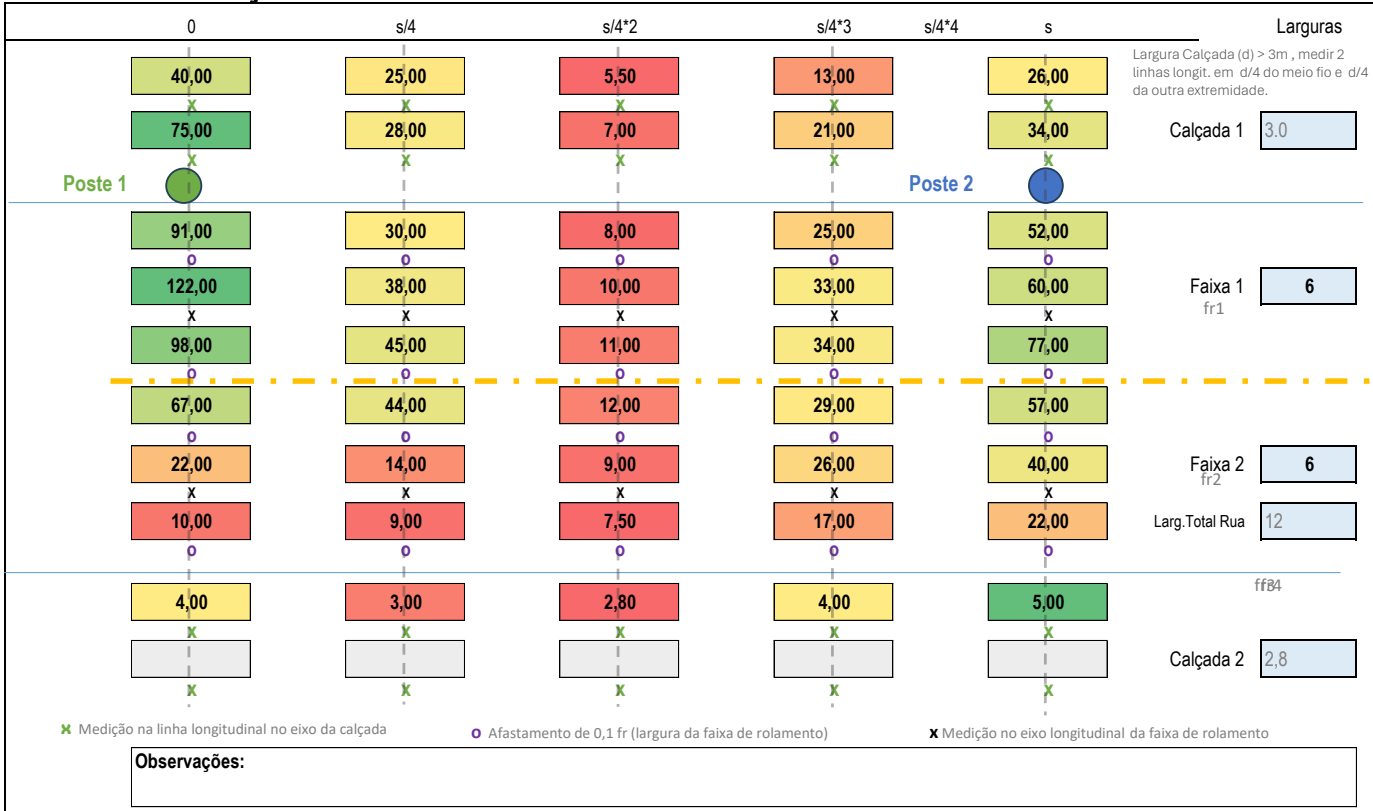 0 s/4 s/4*2 s/4*3 s/4*4 s Larguras
Largura Calçada (d) > 3m , medir 2
linhas longit. em d/4 do meio fio e d/4
da outra extremidade.
40,00 25,00 5,50 13,00 26,00
x x x x x
75,00 28,00 7,00 21,00 34,00 Calçada 1 3.0
x x x x x
Poste 1 Poste 2
91,00 30,00 8,00 25,00 52,00
o o o o o
122,00 38,00 10,00 33,00 60,00 Faixa 1 6
fr1
x x x x x
98,00 45,00 11,00 34,00 77,00
o o o o o
67,00 44,00 12,00 29,00 57,00
o o o o o
22,00 14,00 9,00 26,00 40,00 Faixa 2 6
fr2
x x x x x
10,00 9,00 7,50 17,00 22,00 Larg.Total Rua 12
o o o o o
4,00 3,00 2,80 4,00 5,00
x x x x x
Calçada 2 2,8
x x x x x
x Medição na linha longitudinal no eixo da calçada o Afastamento de 0,1 fr (largura da faixa de rolamento) x Medição no eixo longitudinal da faixa de rolamento
Observações: